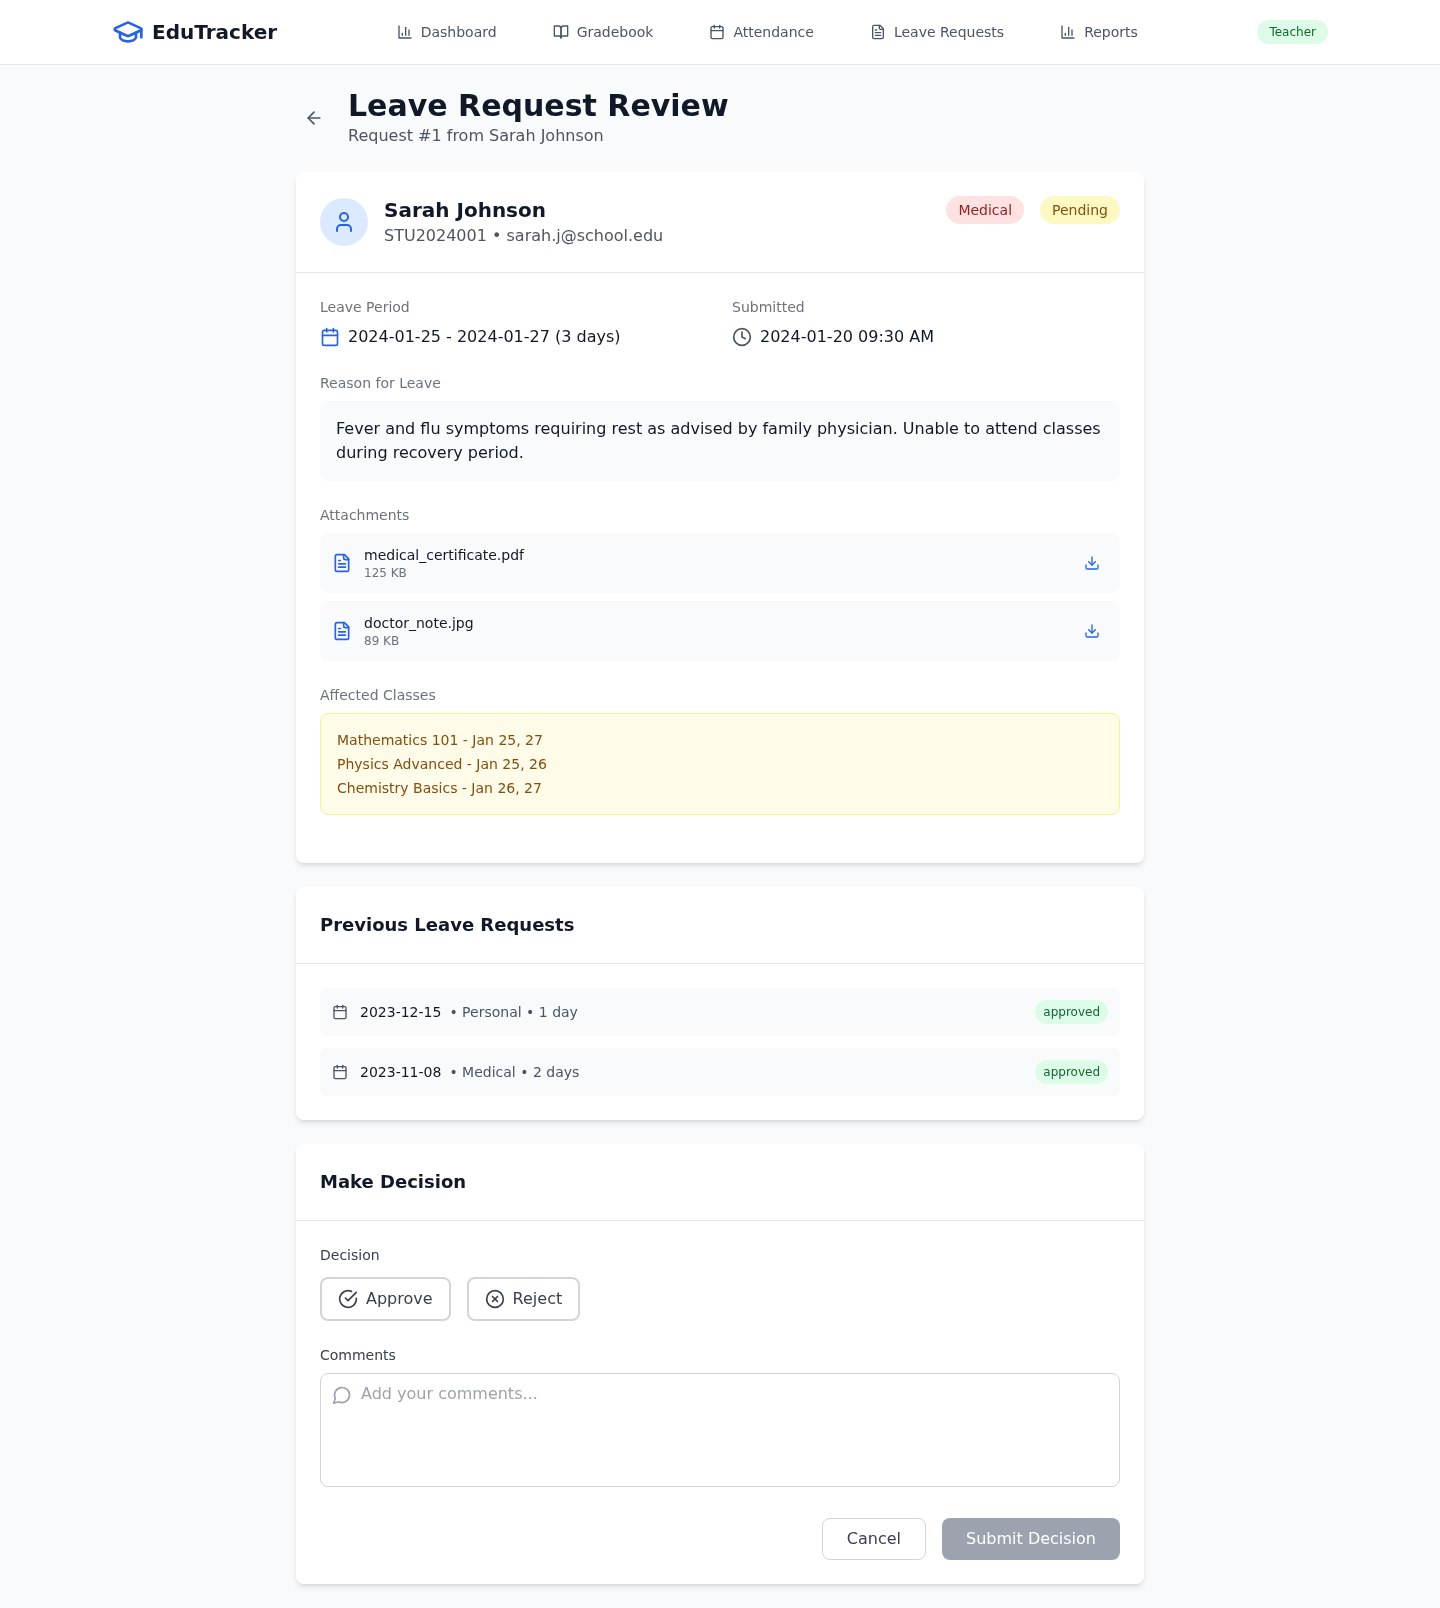 EduTracker
Dashboard
Gradebook
Attendance
Leave Requests
Reports
Teacher
Leave Request Review
Request #1 from Sarah Johnson
Sarah Johnson
STU2024001 • sarah.j@school.edu
Medical
Pending
Leave Period
2024-01-25 - 2024-01-27 (3 days)
Submitted
2024-01-20 09:30 AM
Reason for Leave
Fever and flu symptoms requiring rest as advised by family physician. Unable to attend classes
during recovery period.
Attachments
medical_certificate.pdf
125 KB
doctor_note.jpg
89 KB
Affected Classes
Mathematics 101 - Jan 25, 27
Physics Advanced - Jan 25, 26
Chemistry Basics - Jan 26, 27
Previous Leave Requests
2023-12-15 • Personal • 1 day
approved
2023-11-08 • Medical • 2 days
approved
Make Decision
Decision
Approve
Reject
Comments
Add your comments...
Cancel
Submit Decision